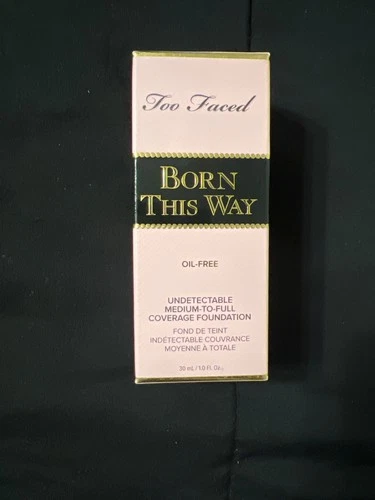 Too Faced
BORN
THIS WAY
OIL-FREE
UNDETECTABLE
MEDIUM-TO-FULL
COVERAGE FOUNDATION
FOND DE TEINT
INDÉTECTABLE COUVRANCE
MOYENNE À TOTALE
30 mL / 1.0 Fl. Oz.